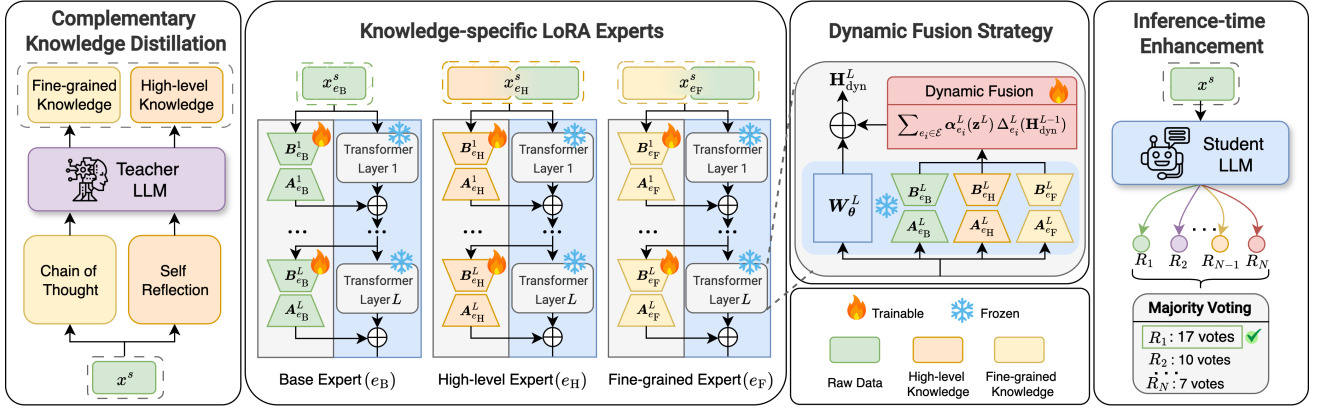 Complementary
Knowledge Distillation
Fine-grained
Knowledge
High-level
Knowledge
Teacher
LLM
Chain of
Thought
Self
Reflection
x^s
Knowledge-specific LoRA Experts
x^s_{e_B}
B^1_{e_B}
A^1_{e_B}
Transformer
Layer 1
...
...
B^L_{e_B}
A^L_{e_B}
Transformer
Layer L
Base Expert (e_B)
x^s_{e_H}
B^1_{e_H}
A^1_{e_H}
Transformer
Layer 1
...
...
B^L_{e_H}
A^L_{e_H}
Transformer
Layer L
High-level Expert (e_H)
x^s_{e_F}
B^1_{e_F}
A^1_{e_F}
Transformer
Layer 1
...
...
B^L_{e_F}
A^L_{e_F}
Transformer
Layer L
Fine-grained Expert (e_F)
Dynamic Fusion Strategy
H^L_{dyn}
Dynamic Fusion
∑_{e_i∈ℰ} α^L_{e_i}(z^L) Δ^L_{e_i}(H^{L-1}_{dyn})
W^L_θ
B^L_{e_B}
B^L_{e_H}
B^L_{e_F}
A^L_{e_B}
A^L_{e_H}
A^L_{e_F}
Trainable
Frozen
Raw Data
High-level
Knowledge
Fine-grained
Knowledge
Inference-time
Enhancement
x^s
Student
LLM
...
R_1 R_2 R_{N-1} R_N
Majority Voting
R_1 : 17 votes
R_2 : 10 votes
...
R_N : 7 votes